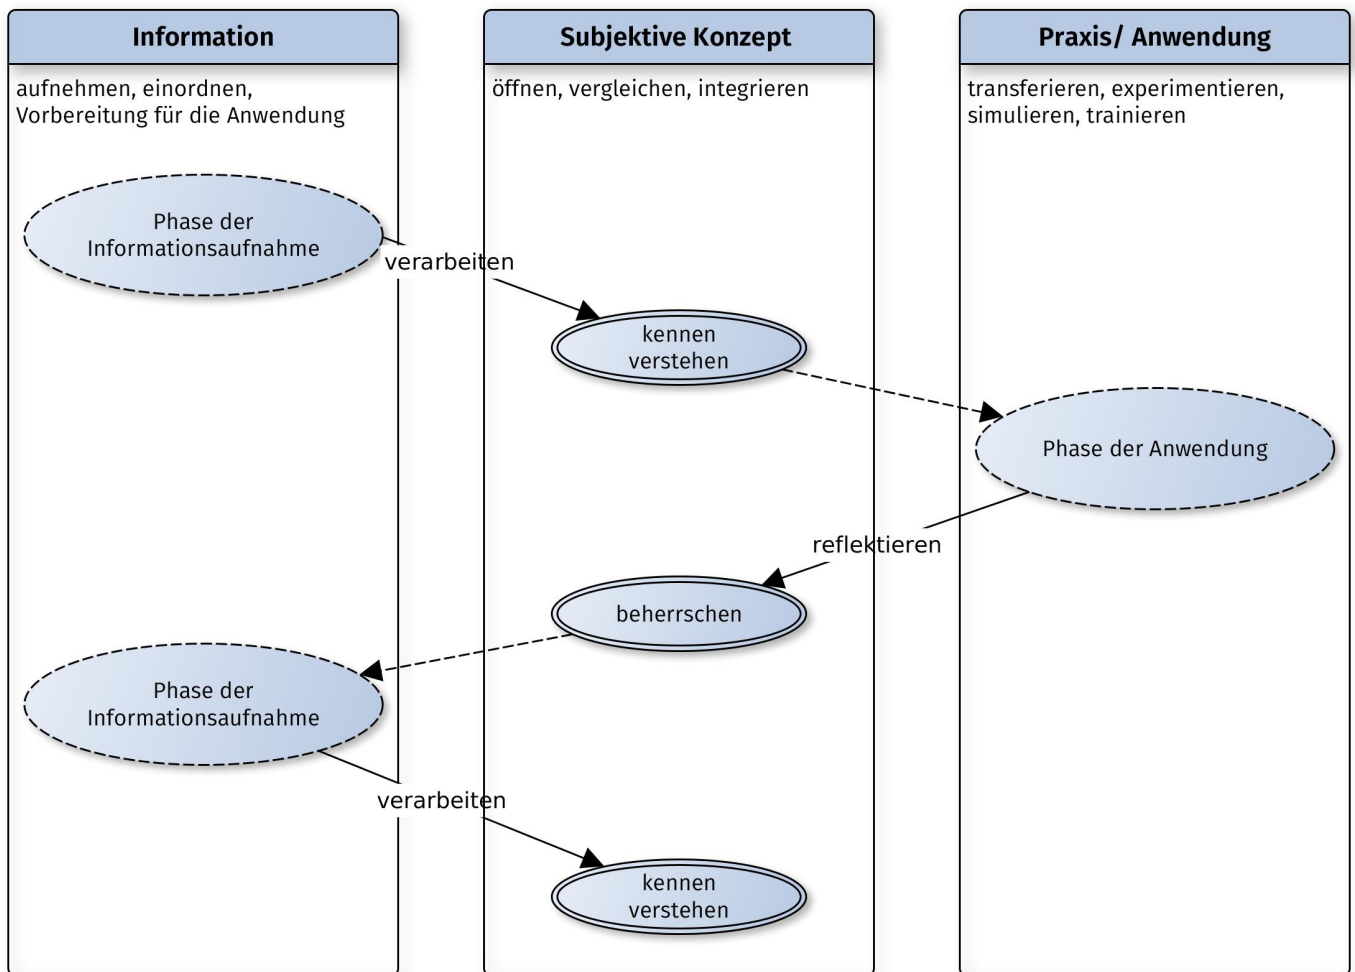 Information
aufnehmen, einordnen,
Vorbereitung für die Anwendung
Subjektive Konzept
öffnen, vergleichen, integrieren
Praxis/ Anwendung
transferieren, experimentieren,
simulieren, trainieren
Phase der
Informationsaufnahme
verarbeiten
kennen
verstehen
Phase der Anwendung
reflektieren
beherrschen
Phase der
Informationsaufnahme
verarbeiten
kennen
verstehen